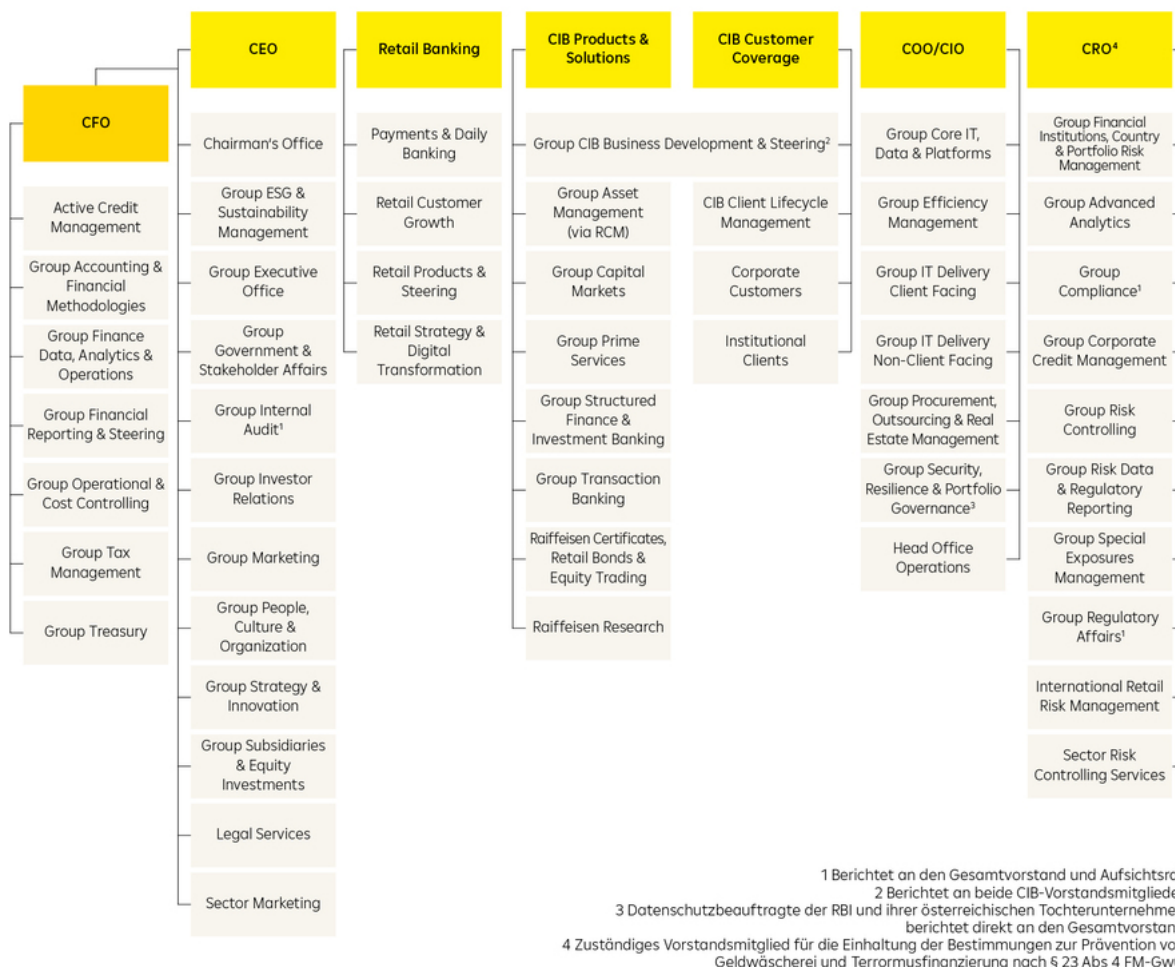 CEO
Retail Banking
CIB Products &
Solutions
CIB Customer
Coverage
COO/CIO
CRO⁴
CFO
Active Credit
Management
Group Accounting &
Financial
Methodologies
Group Finance
Data, Analytics &
Operations
Group Financial
Reporting & Steering
Group Operational &
Cost Controlling
Group Tax
Management
Group Treasury
Chairman's Office
Group ESG &
Sustainability
Management
Group Executive
Office
Group
Government &
Stakeholder Affairs
Group Internal
Audit¹
Group Investor
Relations
Group Marketing
Group People,
Culture &
Organization
Group Strategy &
Innovation
Group Subsidiaries
& Equity
Investments
Legal Services
Sector Marketing
Payments & Daily
Banking
Retail Customer
Growth
Retail Products &
Steering
Retail Strategy &
Digital
Transformation
Group CIB Business Development & Steering²
Group Asset
Management
(via RCM)
Group Capital
Markets
Group Prime
Services
Group Structured
Finance &
Investment Banking
Group Transaction
Banking
Raiffeisen Certificates,
Retail Bonds &
Equity Trading
Raiffeisen Research
CIB Client Lifecycle
Management
Corporate
Customers
Institutional
Clients
Group Core IT,
Data & Platforms
Group Efficiency
Management
Group IT Delivery
Client Facing
Group IT Delivery
Non-Client Facing
Group Procurement,
Outsourcing & Real
Estate Management
Group Security,
Resilience & Portfolio
Governance³
Head Office
Operations
Group Financial
Institutions, Country
& Portfolio Risk
Management
Group Advanced
Analytics
Group
Compliance¹
Group Corporate
Credit Management
Group Risk
Controlling
Group Risk Data
& Regulatory
Reporting
Group Special
Exposures
Management
Group Regulatory
Affairs¹
International Retail
Risk Management
Sector Risk
Controlling Services
1 Berichtet an den Gesamtvorstand und Aufsichtsra
2 Berichtet an beide CIB-Vorstandsmitgliede
3 Datenschutzbeauftragte der RBI und ihrer österreichischen Tochterunternehme
berichtet direkt an den Gesamtvorstan
4 Zuständiges Vorstandsmitglied für die Einhaltung der Bestimmungen zur Prävention vo
Geldwäscherei und Terrormusfinanzierung nach § 23 Abs 4 FM-Gw